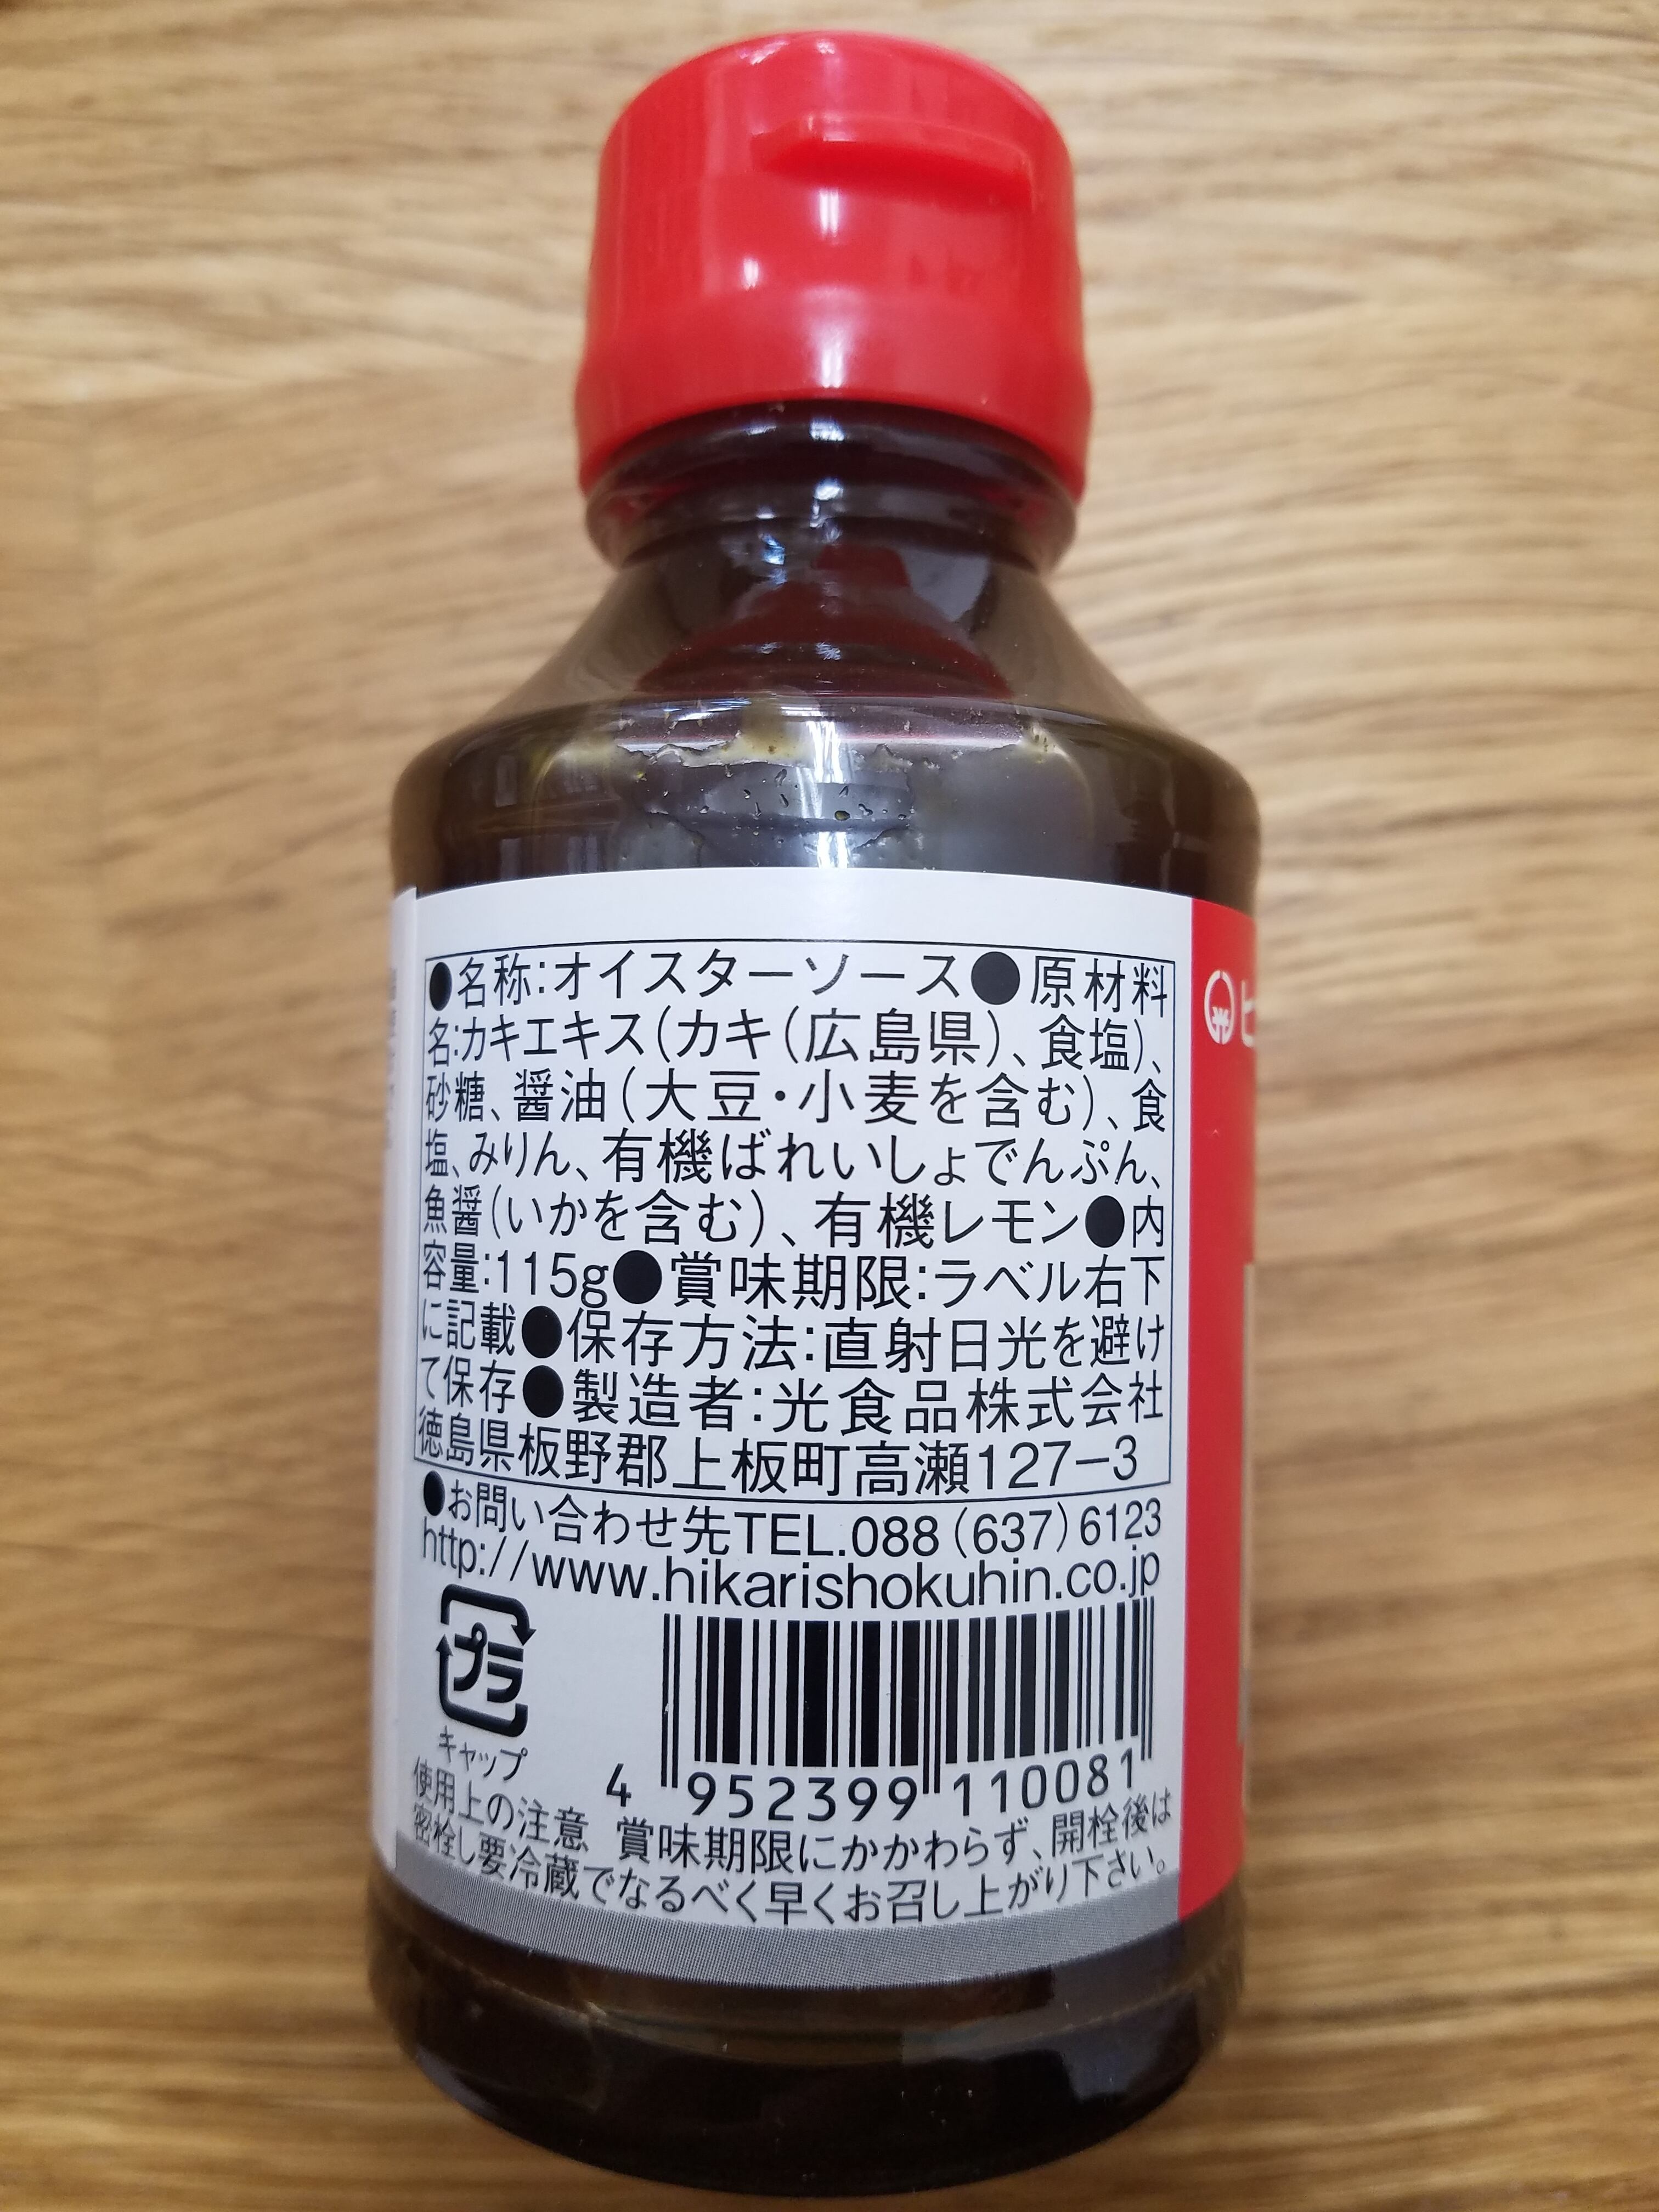 ●名称:オイスターソース●原材料
名:カキエキス(カキ(広島県)、食塩)、
砂糖、醤油(大豆・小麦を含む)、食
塩、みりん、有機ばれいしょでんぷん、
魚醤(いかを含む)、有機レモン●内
容量:115g●賞味期限:ラベル右下
に記載●保存方法:直射日光を避け
て保存●製造者:光食品株式会社
徳島県板野郡上板町高瀬127-3
●お問い合わせ先TEL.088(637)6123
http://www.hikarishokuhin.co.jp
プラ
キャップ
4 952399 110081
使用上の注意 賞味期限にかかわらず、開栓後は
密栓し要冷蔵でなるべく早くお召し上がり下さい。
光